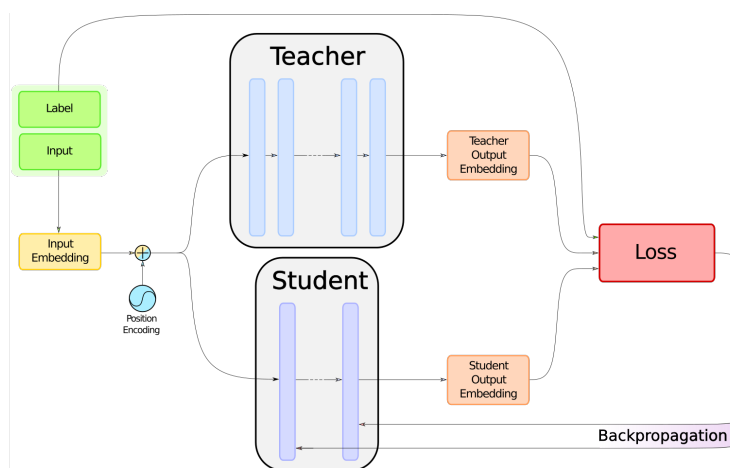 Teacher
Label
Input
Teacher
Output
Embedding
Input
Embedding
Loss
Position
Encoding
Student
Student
Output
Embedding
Backpropagation